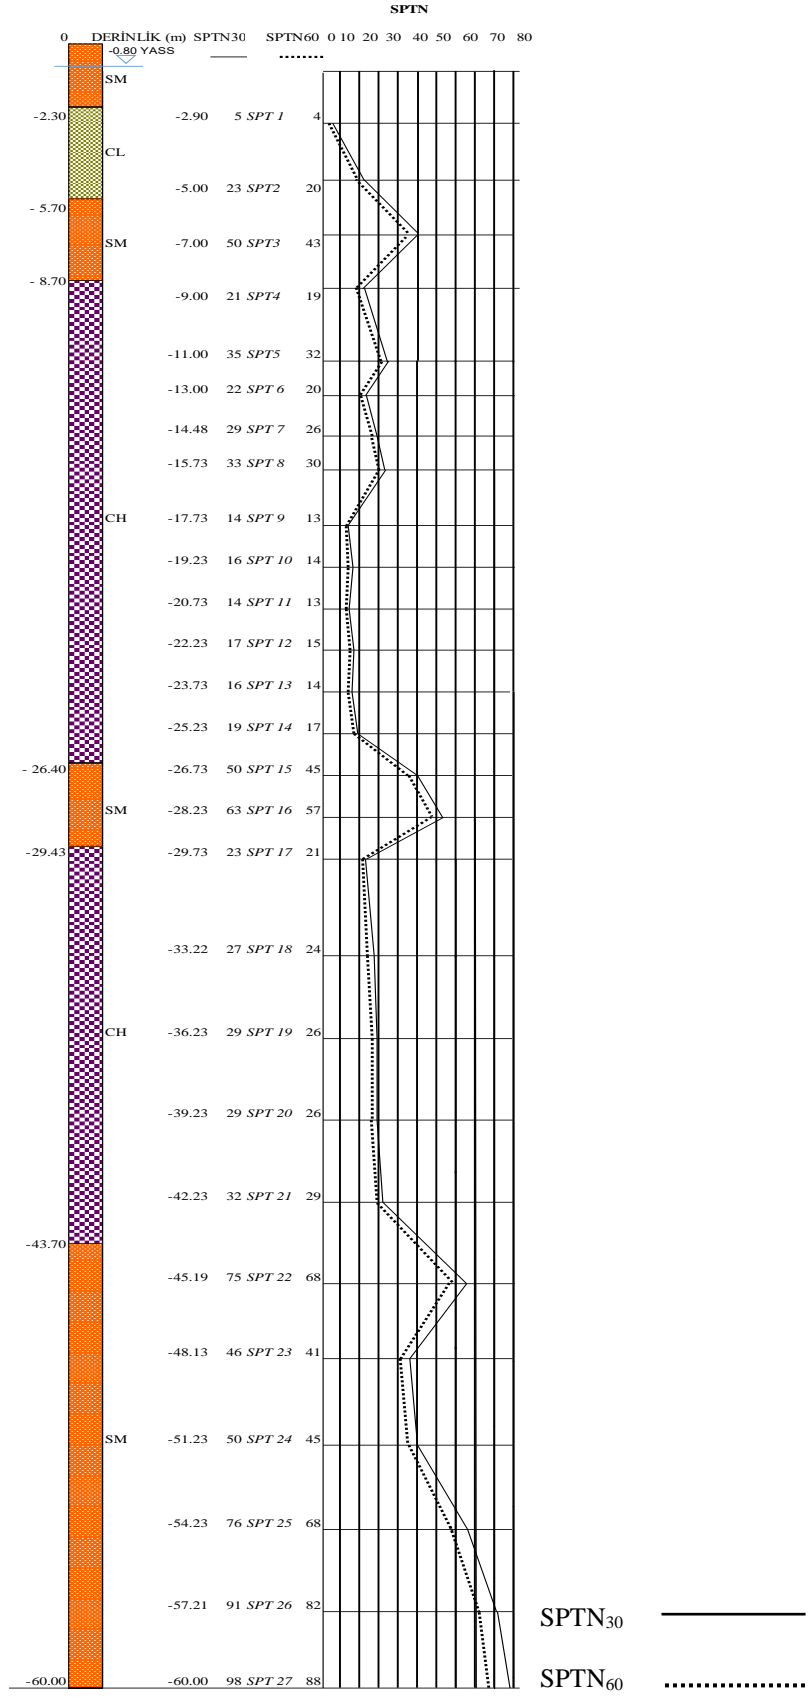 SPTN
0 DERİNLİK (m) SPTN30 SPTN60 0 10 20 30 40 50 60 70 80
-0.80 YASS
SM
-2.30 -2.90 5 SPT 1 4
CL
-5.00 23 SPT2 20
- 5.70
SM -7.00 50 SPT3 43
- 8.70
-9.00 21 SPT4 19
-11.00 35 SPT5 32
-13.00 22 SPT 6 20
-14.48 29 SPT 7 26
-15.73 33 SPT 8 30
CH -17.73 14 SPT 9 13
-19.23 16 SPT 10 14
-20.73 14 SPT 11 13
-22.23 17 SPT 12 15
-23.73 16 SPT 13 14
-25.23 19 SPT 14 17
- 26.40 -26.73 50 SPT 15 45
SM -28.23 63 SPT 16 57
-29.43 -29.73 23 SPT 17 21
-33.22 27 SPT 18 24
CH -36.23 29 SPT 19 26
-39.23 29 SPT 20 26
-42.23 32 SPT 21 29
-43.70
-45.19 75 SPT 22 68
-48.13 46 SPT 23 41
SM -51.23 50 SPT 24 45
-54.23 76 SPT 25 68
-57.21 91 SPT 26 82
SPTN30
-60.00 -60.00 98 SPT 27 88
SPTN60